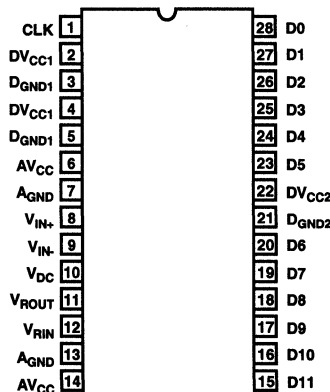 CLK 1 28 D0
DVCC1 2 27 D1
DGND1 3 26 D2
DVCC1 4 25 D3
DGND1 5 24 D4
AVCC 6 23 D5
AGND 7 22 DVCC2
VIN+ 8 21 DGND2
VIN- 9 20 D6
VDC 10 19 D7
VROUT 11 18 D8
VRIN 12 17 D9
AGND 13 16 D10
AVCC 14 15 D11